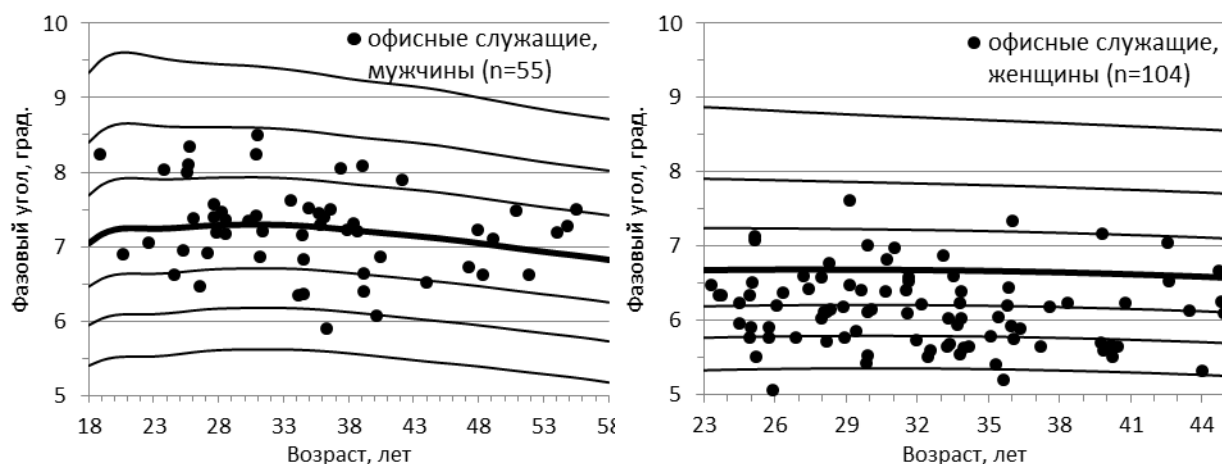 10
9
8
7
6
5
Фазовый угол, град.
● офисные служащие,
мужчины (n=55)
18 23 28 33 38 43 48 53 58
Возраст, лет
10
9
8
7
6
5
Фазовый угол, град.
● офисные служащие,
женщины (n=104)
23 26 29 32 35 38 41 44
Возраст, лет